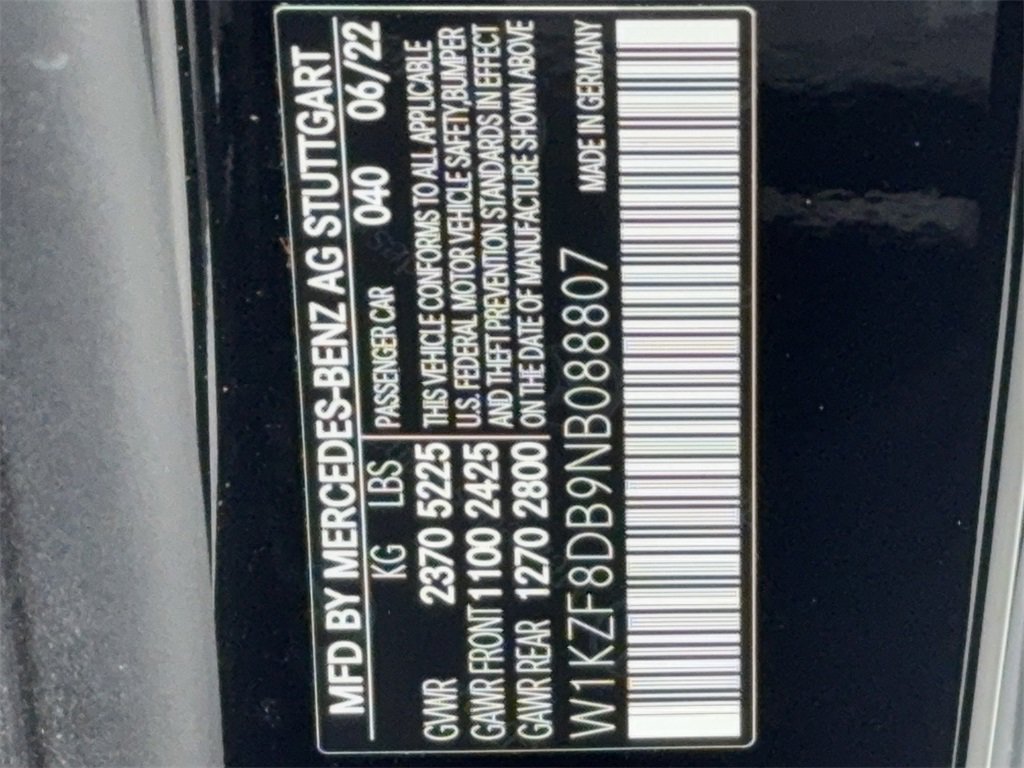 MFD BY MERCEDES-BENZ AG STUTTGART
KG LBS PASSENGER CAR 040 06/22
GVWR 2370 5225 THIS VEHICLE CONFORMS TO ALL APPLICABLE
GAWR FRONT 1100 2425 U.S. FEDERAL MOTOR VEHICLE SAFETY,BUMPER
GAWR REAR 1270 2800 AND THEFT PREVENTION STANDARDS IN EFFECT
ON THE DATE OF MANUFACTURE SHOWN ABOVE
W1KZF8DB9NB088807 MADE IN GERMANY